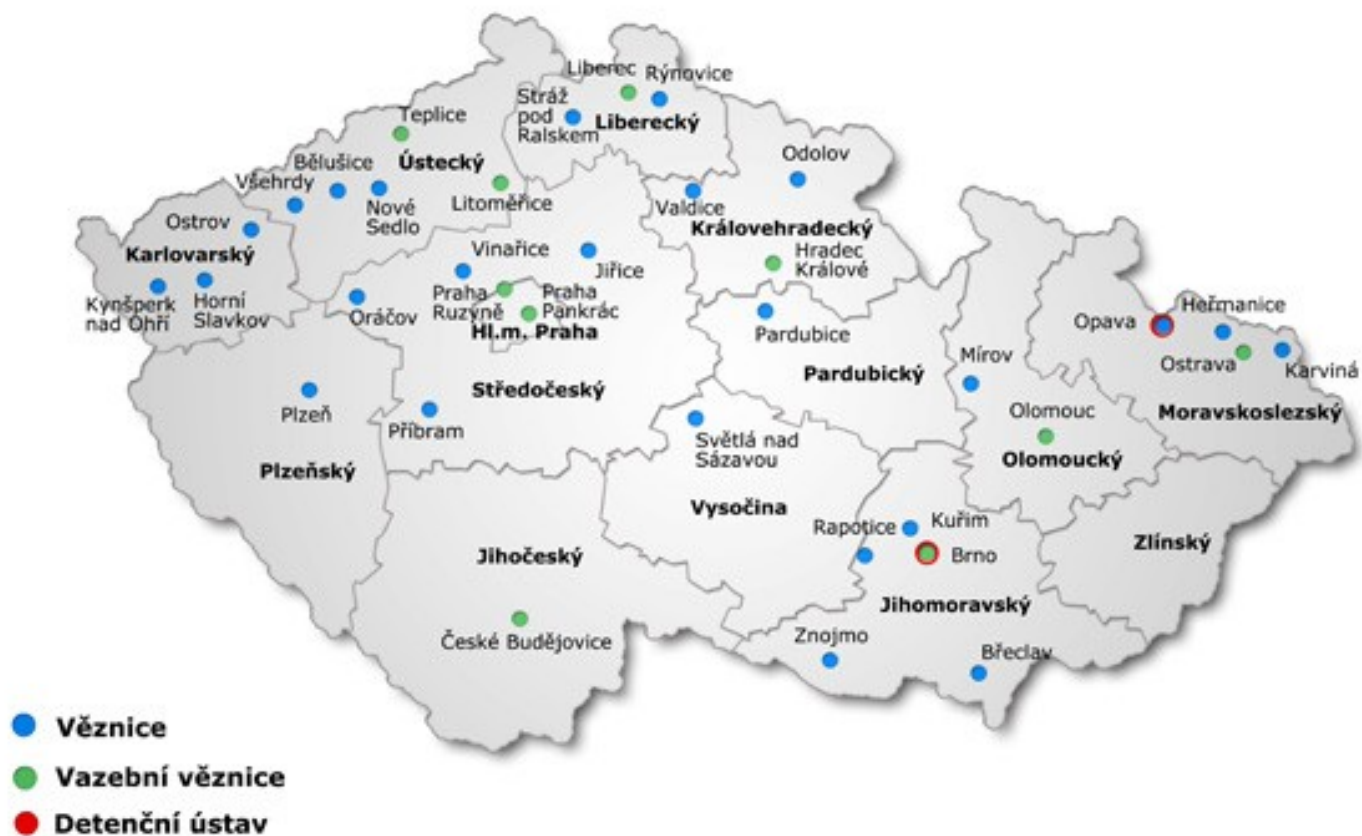 Liberec
Rýnovice
Stráž
pod
Ralskem
Liberecký
Teplice
Ústecký
Bělušice
Všehrdy
Nové
Sedlo
Litoměřice
Odolov
Valdice
Královehradecký
Hradec
Králové
Ostrov
Karlovarský
Kynšperk
nad Ohří
Horní
Slavkov
Vinařice
Jiřice
Oráčov
Praha
Ruzýně
Praha
Pankrác
Hl.m. Praha
Středočeský
Příbram
Plzeň
Plzeňský
Pardubice
Pardubický
Heřmanice
Opava
Ostrava
Karviná
Moravskoslezský
Mírov
Olomouc
Olomoucký
Světlá nad
Sázavou
Vysočina
Rapotice
Kuřim
Brno
Jihomoravský
Zlínský
Jihočeský
České Budějovice
Znojmo
Břeclav
Věznice
Vazební věznice
Detenční ústav